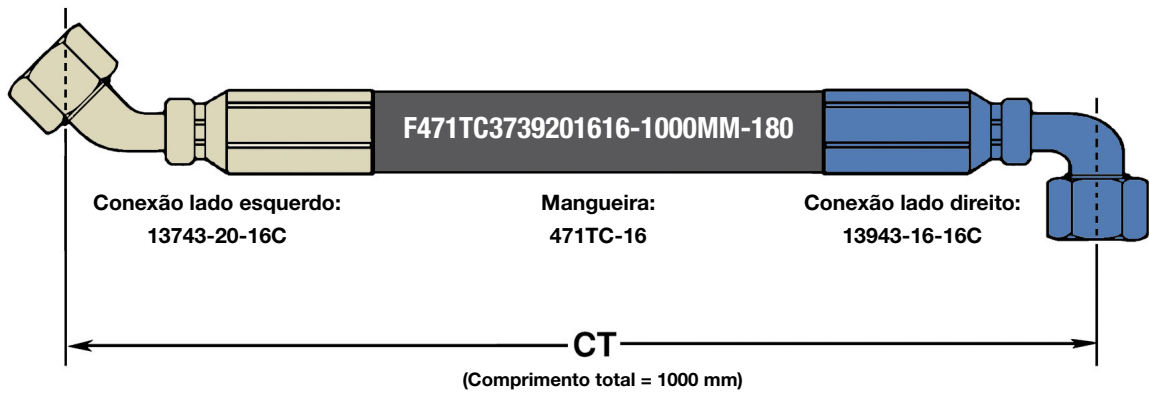 F471TC3739201616-1000MM-180
Conexão lado esquerdo:
13743-20-16C
Mangueira:
471TC-16
Conexão lado direito:
13943-16-16C
CT
(Comprimento total = 1000 mm)